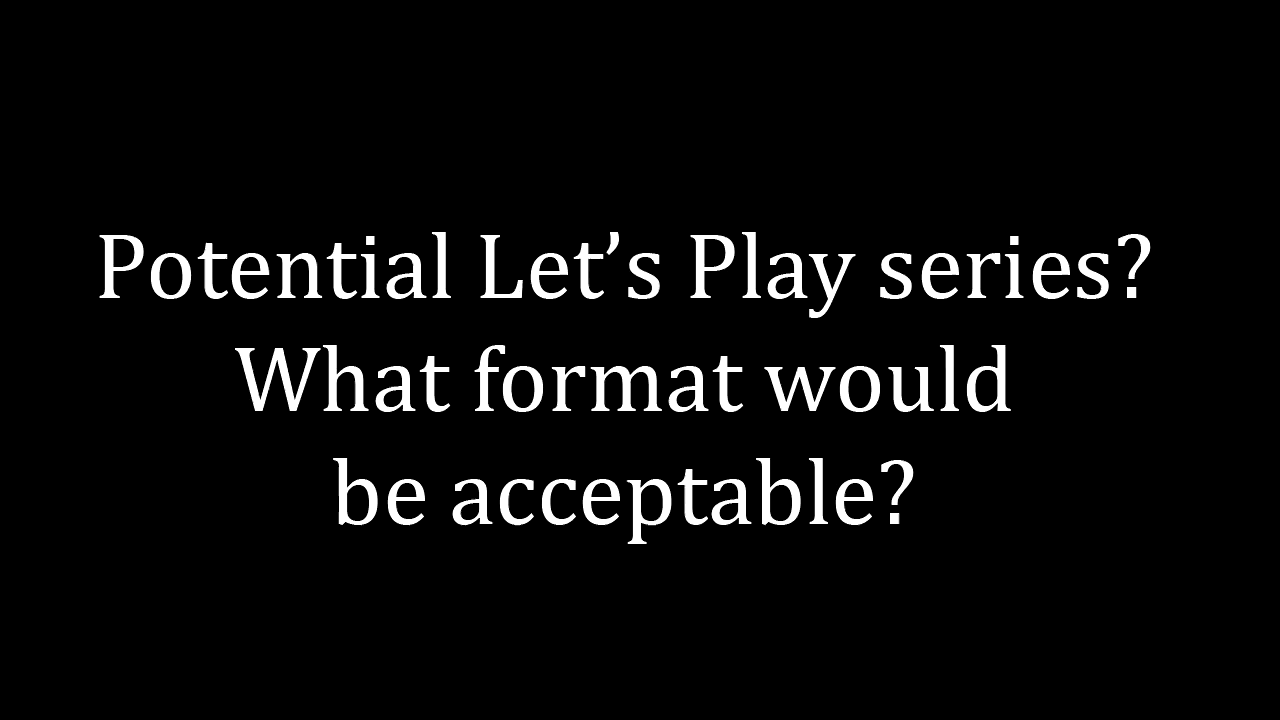 Potential Let’s Play series?
What format would
be acceptable?